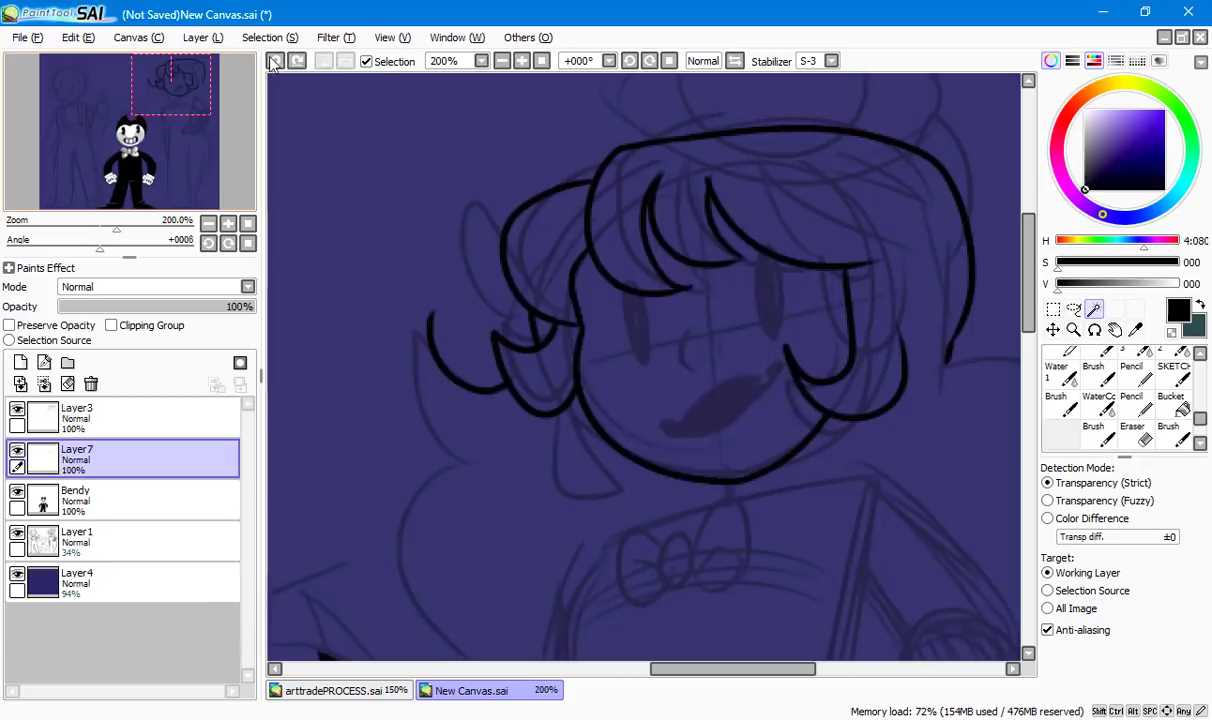 PaintTool SAI (Not Saved)New Canvas.sai (*)
File (F) Edit (E) Canvas (C) Layer (L) Selection (S) Filter (T) View (V) Window (W) Others (O)
Selection 200% +000° Normal Stabilizer S-3
Zoom 200.0%
Angle +000ß
Paints Effect
Mode Normal
Opacity 100%
Preserve Opacity Clipping Group
Selection Source
Layer3
Normal
100%
Layer7
Normal
100%
Bendy
Normal
100%
Layer1
Normal
34%
Layer4
Normal
94%
H 4:080
S 000
V 000
Water 1 Brush Pencil SKETC
Brush WaterCo Pencil Bucket
Brush Eraser Brush
Detection Mode:
Transparency (Strict)
Transparency (Fuzzy)
Color Difference
Transp diff. ±0
Target:
Working Layer
Selection Source
All Image
Anti-aliasing
arttradePROCESS.sai 150% New Canvas.sai 200%
Memory load: 72% (154MB used / 476MB reserved) Shift Ctrl Alt SPC Any